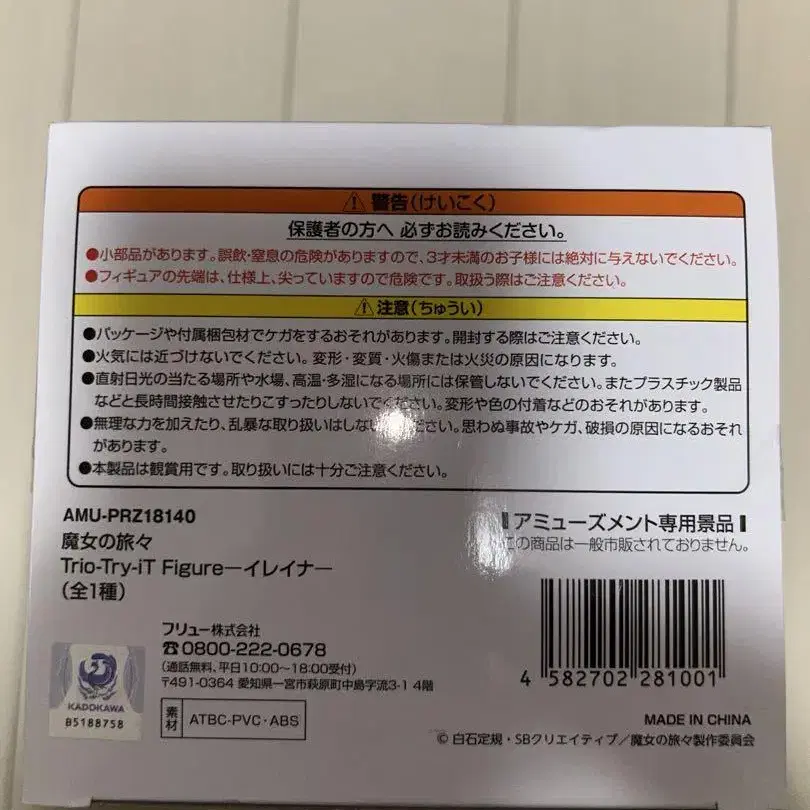 ⚠警告(けいこく)
保護者の方へ 必ずお読みください。
●小部品があります。誤飲・窒息の危険がありますので、3才未満のお子様には絶対に与えないでください。
●フィギュアの先端は、仕様上、尖っていますので危険です。取扱う際はご注意ください。
⚠注意(ちゅうい)
●パッケージや付属梱包材でケガをするおそれがあります。開封する際はご注意ください。
●火気には近づけないでください。変形・変質・火傷または火災の原因になります。
●直射日光の当たる場所や水場、高温・多湿になる場所には保管しないでください。またプラスチック製品
などと長時間接触させたりこすったりしないでください。変形や色の付着などのおそれがあります。
●無理な力を加えたり、乱暴な取り扱いはしないでください。思わぬ事故やケガ、破損の原因になるおそれ
があります。
●本製品は観賞用です。取り扱いには十分ご注意ください。
AMU-PRZ18140
魔女の旅々
Trio-Try-iT Figure―イレイナ―
(全1種)
アミューズメント専用景品
この商品は一般市販されておりません。
フリュー株式会社
☎0800-222-0678
(通話無料、平日10:00～18:00受付)
〒491-0364 愛知県一宮市萩原町中島字流3-1 4階
KADOKAWA
B5188758
素材 ATBC-PVC・ABS
4 582702 281001
MADE IN CHINA
© 白石定規・SBクリエイティブ/魔女の旅々製作委員会